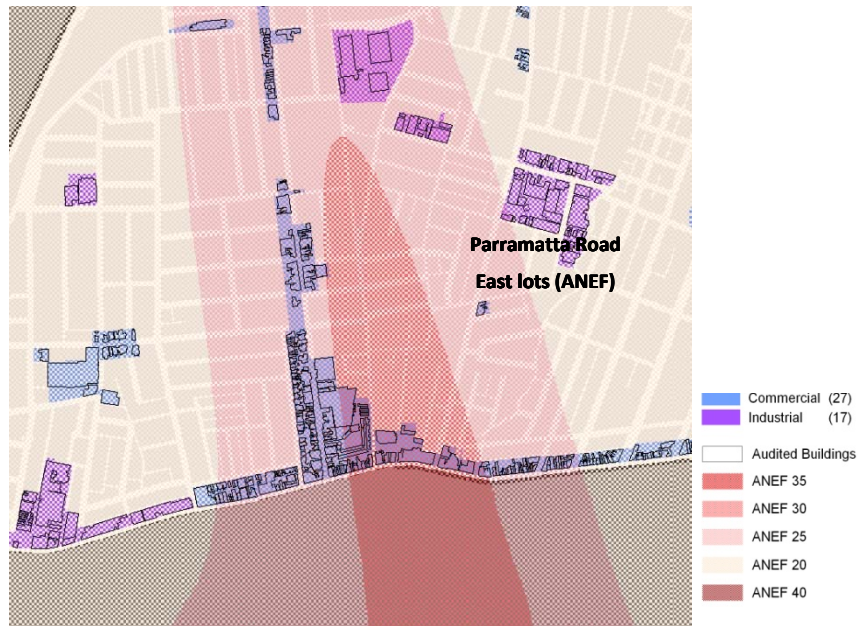 Parramatta Road
East lots (ANEF)
Commercial (27)
Industrial (17)
Audited Buildings
ANEF 35
ANEF 30
ANEF 25
ANEF 20
ANEF 40